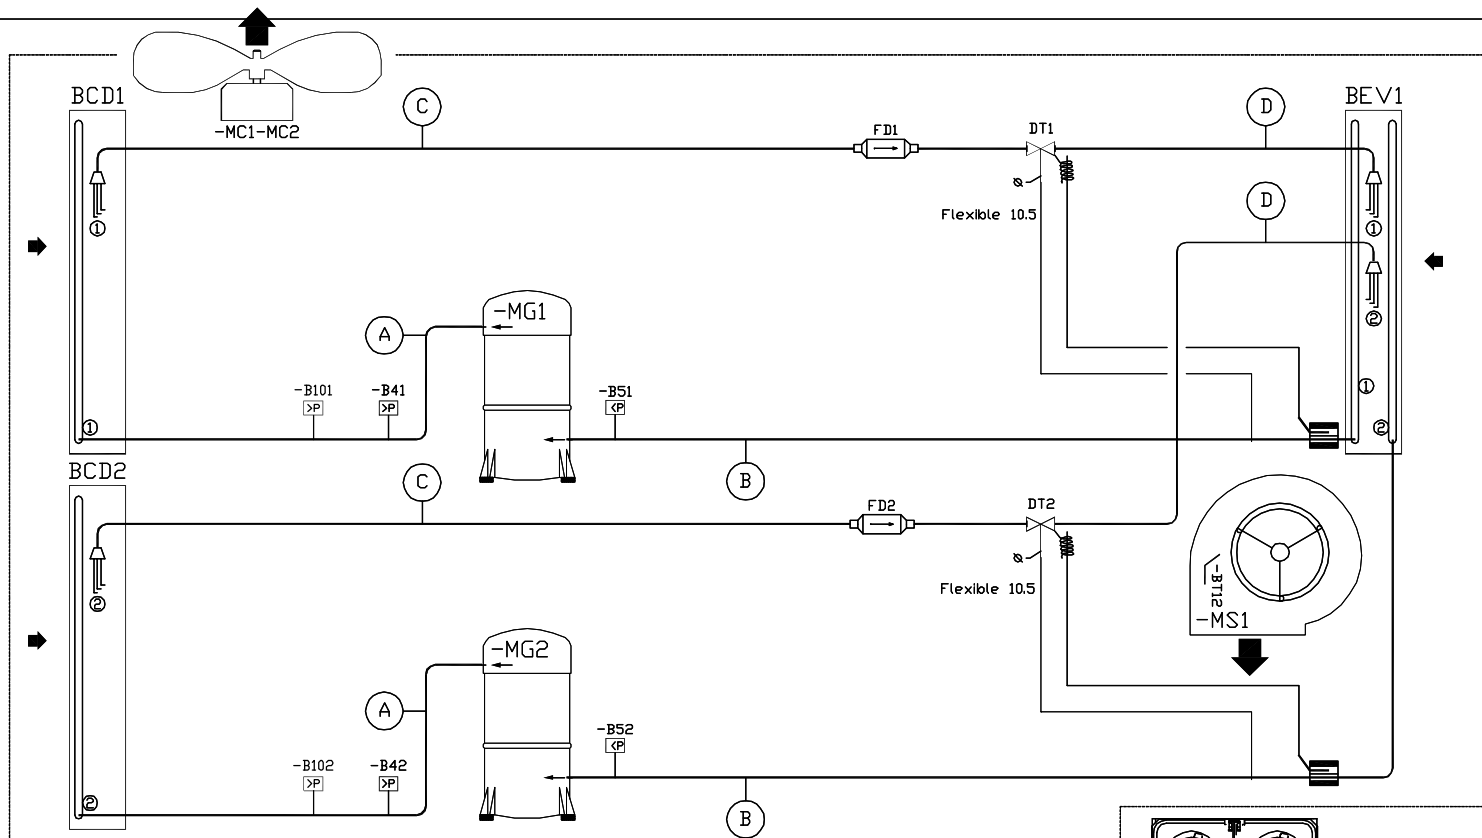 BCD1
-MC1-MC2
C
FD1
DT1
D
BEV1
Ø
Flexible 10.5
D
1
1
2
-MG1
A
-B101
>P
-B41
>P
-B51
<P
1
1
2
B
BCD2
C
FD2
DT2
Ø
Flexible 10.5
2
-BT12
-MS1
-MG2
A
-B52
<P
-B102
>P
-B42
>P
2
B